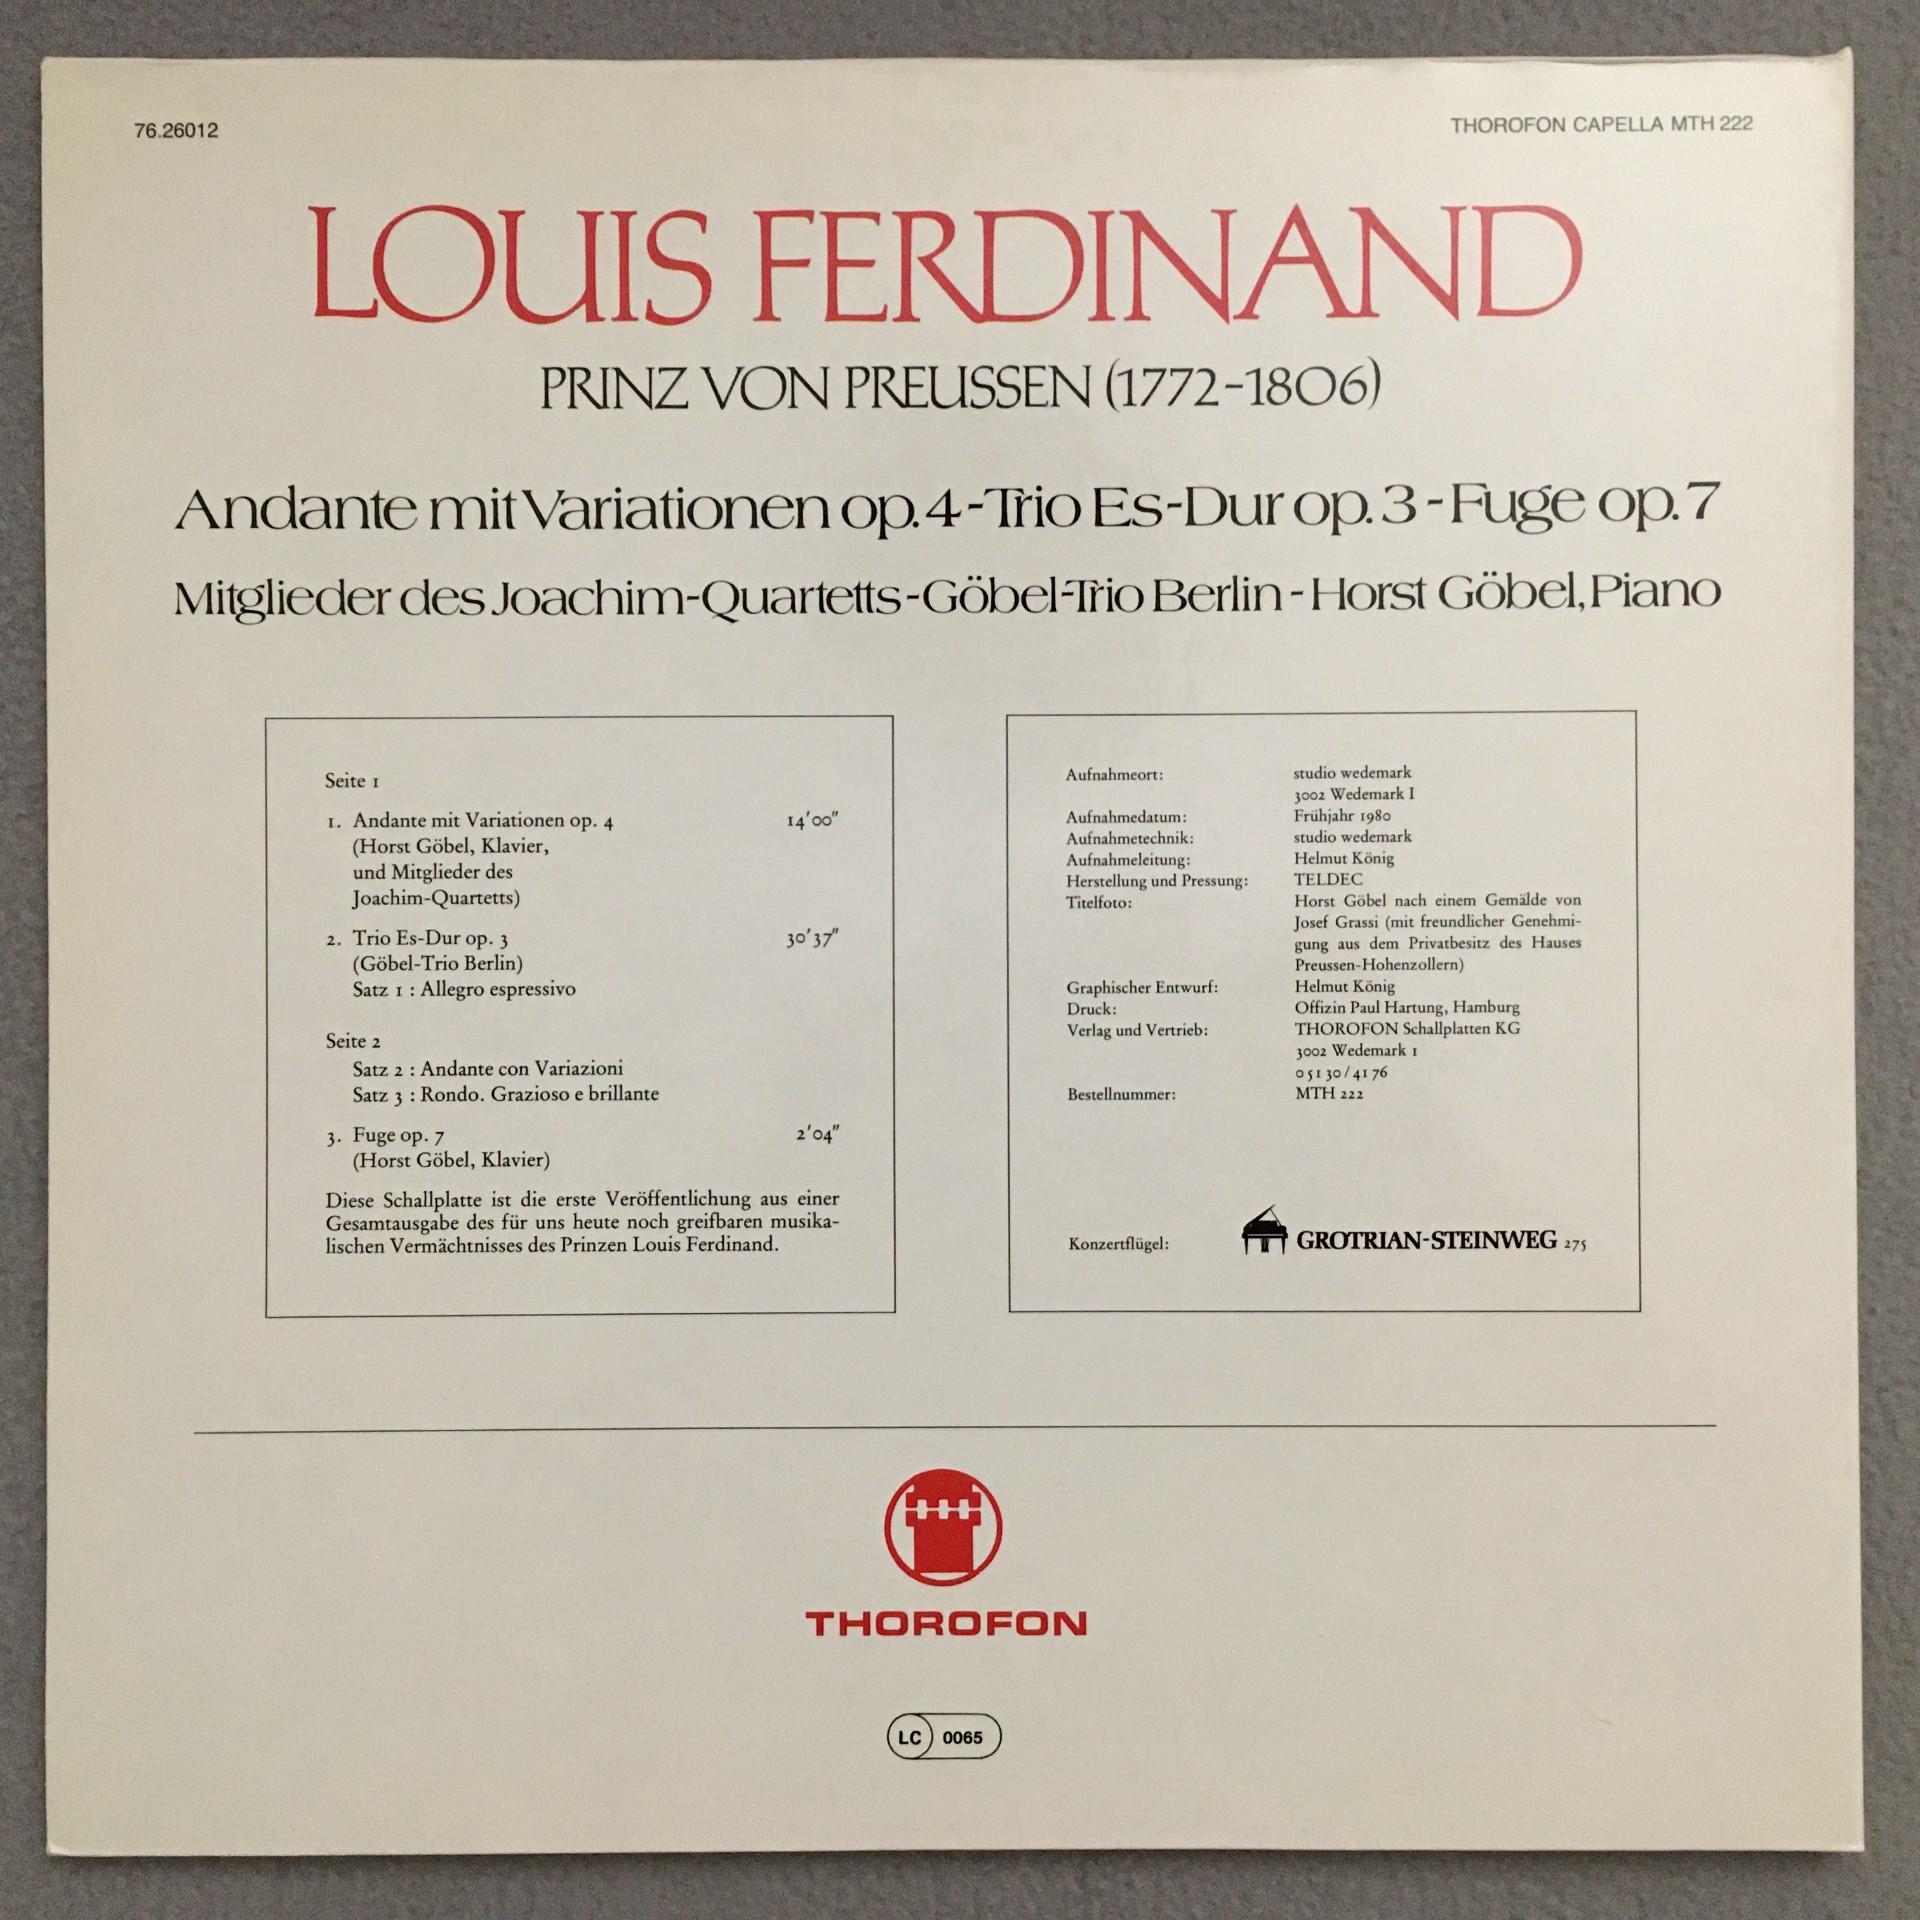 76.26012
THOROFON CAPELLA MTH 222
LOUIS FERDINAND
PRINZ VON PREUSSEN (1772-1806)
Andante mit Variationen op. 4 - Trio Es-Dur op. 3 - Fuge op. 7
Mitglieder des Joachim-Quartetts - Göbel-Trio Berlin - Horst Göbel, Piano
Seite 1
1. Andante mit Variationen op. 4 14'00"
(Horst Göbel, Klavier,
und Mitglieder des
Joachim-Quartetts)
2. Trio Es-Dur op. 3 30'37"
(Göbel-Trio Berlin)
Satz 1 : Allegro espressivo
Seite 2
Satz 2 : Andante con Variazioni
Satz 3 : Rondo. Grazioso e brillante
3. Fuge op. 7 2'04"
(Horst Göbel, Klavier)
Diese Schallplatte ist die erste Veröffentlichung aus einer
Gesamtausgabe des für uns heute noch greifbaren musika-
lischen Vermächtnisses des Prinzen Louis Ferdinand.
Aufnahmeort: studio wedemark
3002 Wedemark I
Aufnahmedatum: Frühjahr 1980
Aufnahmetechnik: studio wedemark
Aufnahmeleitung: Helmut König
Herstellung und Pressung: TELDEC
Titelfoto: Horst Göbel nach einem Gemälde von
Josef Grassi (mit freundlicher Genehmi-
gung aus dem Privatbesitz des Hauses
Preussen-Hohenzollern)
Graphischer Entwurf: Helmut König
Druck: Offizin Paul Hartung, Hamburg
Verlag und Vertrieb: THOROFON Schallplatten KG
3002 Wedemark 1
0 51 30 / 41 76
Bestellnummer: MTH 222
Konzertflügel: GROTRIAN-STEINWEG 275
THOROFON
LC 0065